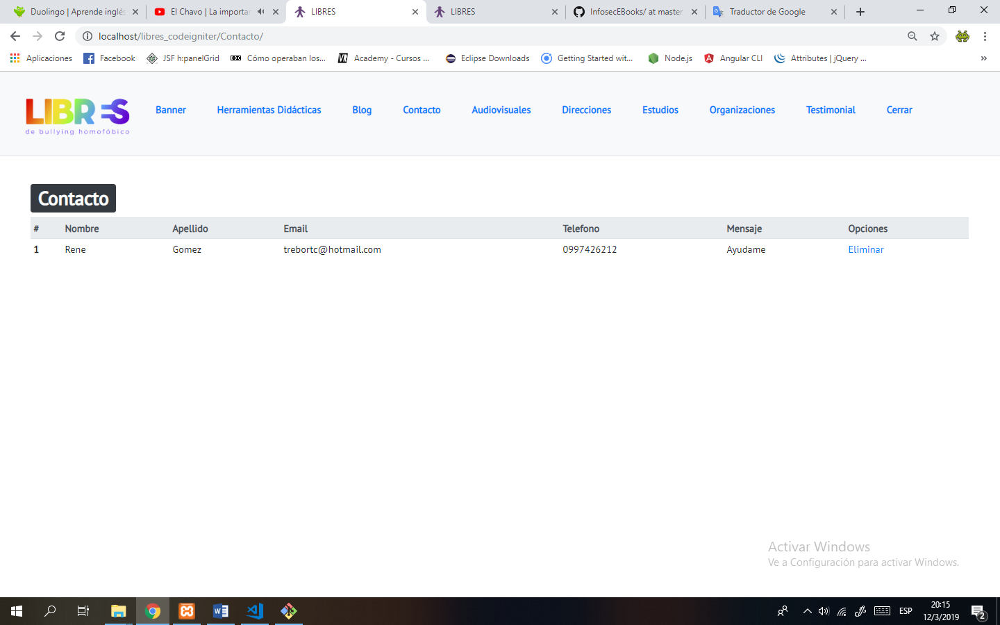 Duolingo | Aprende inglés
El Chavo | La importan
LIBRES
LIBRES
InfosecEBooks/ at master
Traductor de Google
localhost/libres_codeigniter/Contacto/
Aplicaciones
Facebook
JSF h:panelGrid
BBC
Cómo operaban los...
Academy - Cursos ...
Eclipse Downloads
Getting Started wit...
Node.js
Angular CLI
Attributes | jQuery ...
»
LIBRES
de bullying homofóbico
Banner
Herramientas Didácticas
Blog
Contacto
Audiovisuales
Direcciones
Estudios
Organizaciones
Testimonial
Cerrar
Contacto
# Nombre Apellido Email Telefono Mensaje Opciones
1 Rene Gomez trebortc@hotmail.com 0997426212 Ayudame Eliminar
Activar Windows
Ve a Configuración para activar Windows.
ESP
20:15
12/3/2019
2